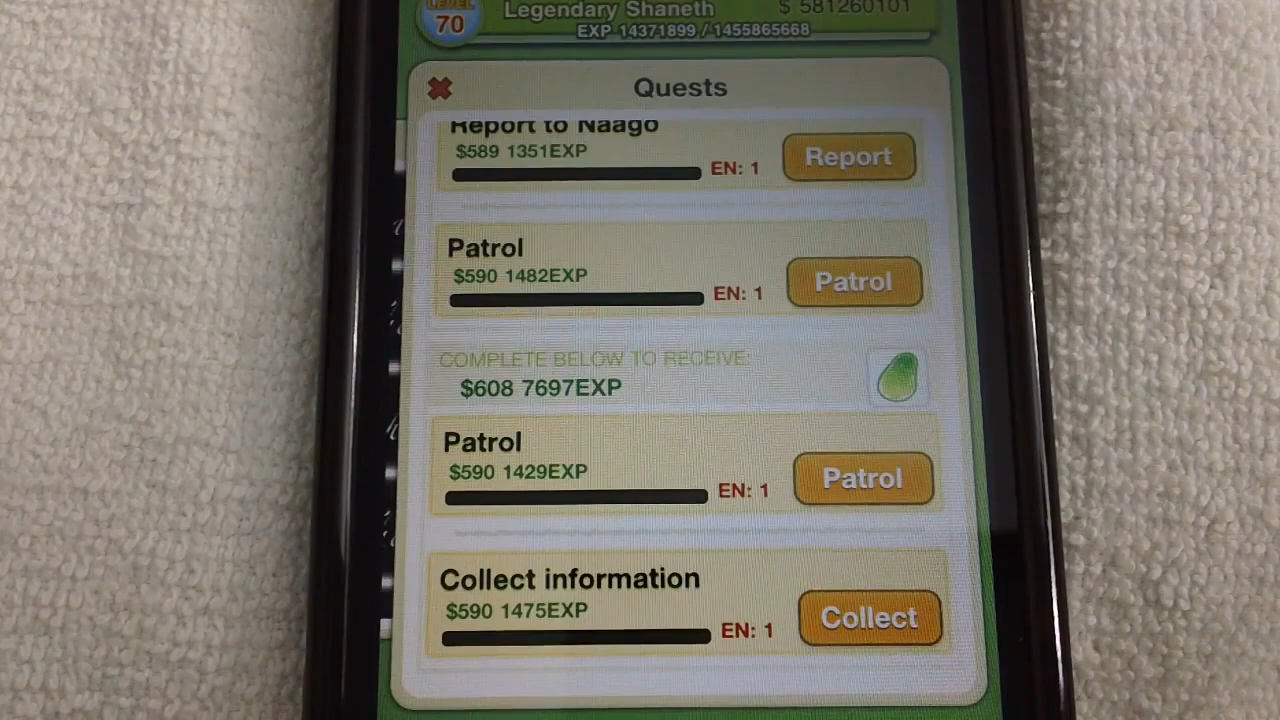 LEVEL
70
Legendary Shaneth
$ 581260101
EXP 14371899 / 1455865668
Quests
Report to Naago
$589 1351EXP
EN: 1
Report
Patrol
$590 1482EXP
EN: 1
Patrol
COMPLETE BELOW TO RECEIVE:
$608 7697EXP
Patrol
$590 1429EXP
EN: 1
Patrol
Collect information
$590 1475EXP
EN: 1
Collect